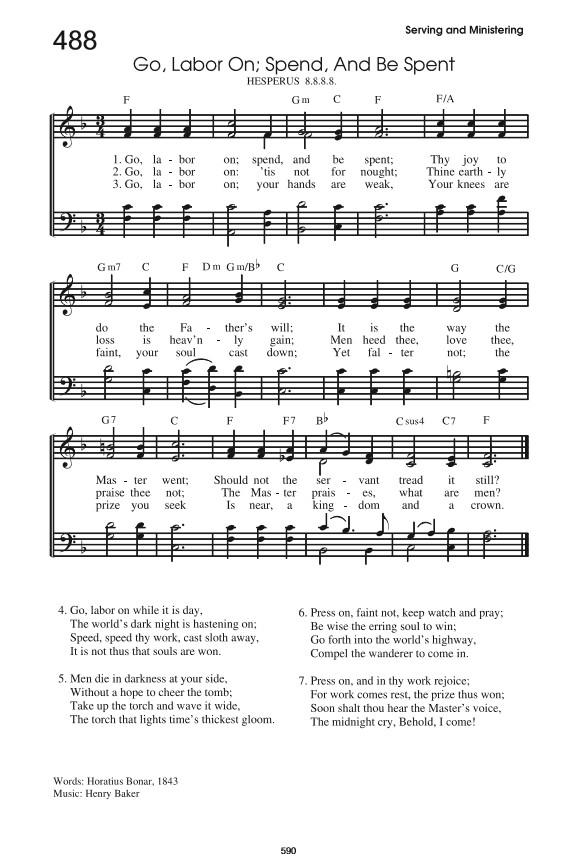 Serving and Ministering
488
Go, Labor On; Spend, And Be Spent
HESPERUS 8.8.8.8.
F Gm C F F/A
1. Go, la - bor on; spend, and be spent; Thy joy to
2. Go, la - bor on: 'tis not for nought; Thine earth - ly
3. Go, la - bor on; your hands are weak, Your knees are
Gm7 C F Dm Gm/B♭ C G C/G
do the Fa - ther's will; It is the way the
loss is heav'n - ly gain; Men heed thee, love thee,
faint, your soul cast down; Yet fal - ter not; the
G7 C F F7 B♭ Csus4 C7 F
Mas - ter went; Should not the ser - vant tread it still?
praise thee not; The Mas - ter prais - es, what are men?
prize you seek Is near, a king - dom and a crown.
4. Go, labor on while it is day,
The world's dark night is hastening on;
Speed, speed thy work, cast sloth away,
It is not thus that souls are won.
5. Men die in darkness at your side,
Without a hope to cheer the tomb;
Take up the torch and wave it wide,
The torch that lights time's thickest gloom.
6. Press on, faint not, keep watch and pray;
Be wise the erring soul to win;
Go forth into the world's highway,
Compel the wanderer to come in.
7. Press on, and in thy work rejoice;
For work comes rest, the prize thus won;
Soon shalt thou hear the Master's voice,
The midnight cry, Behold, I come!
Words: Horatius Bonar, 1843
Music: Henry Baker
590